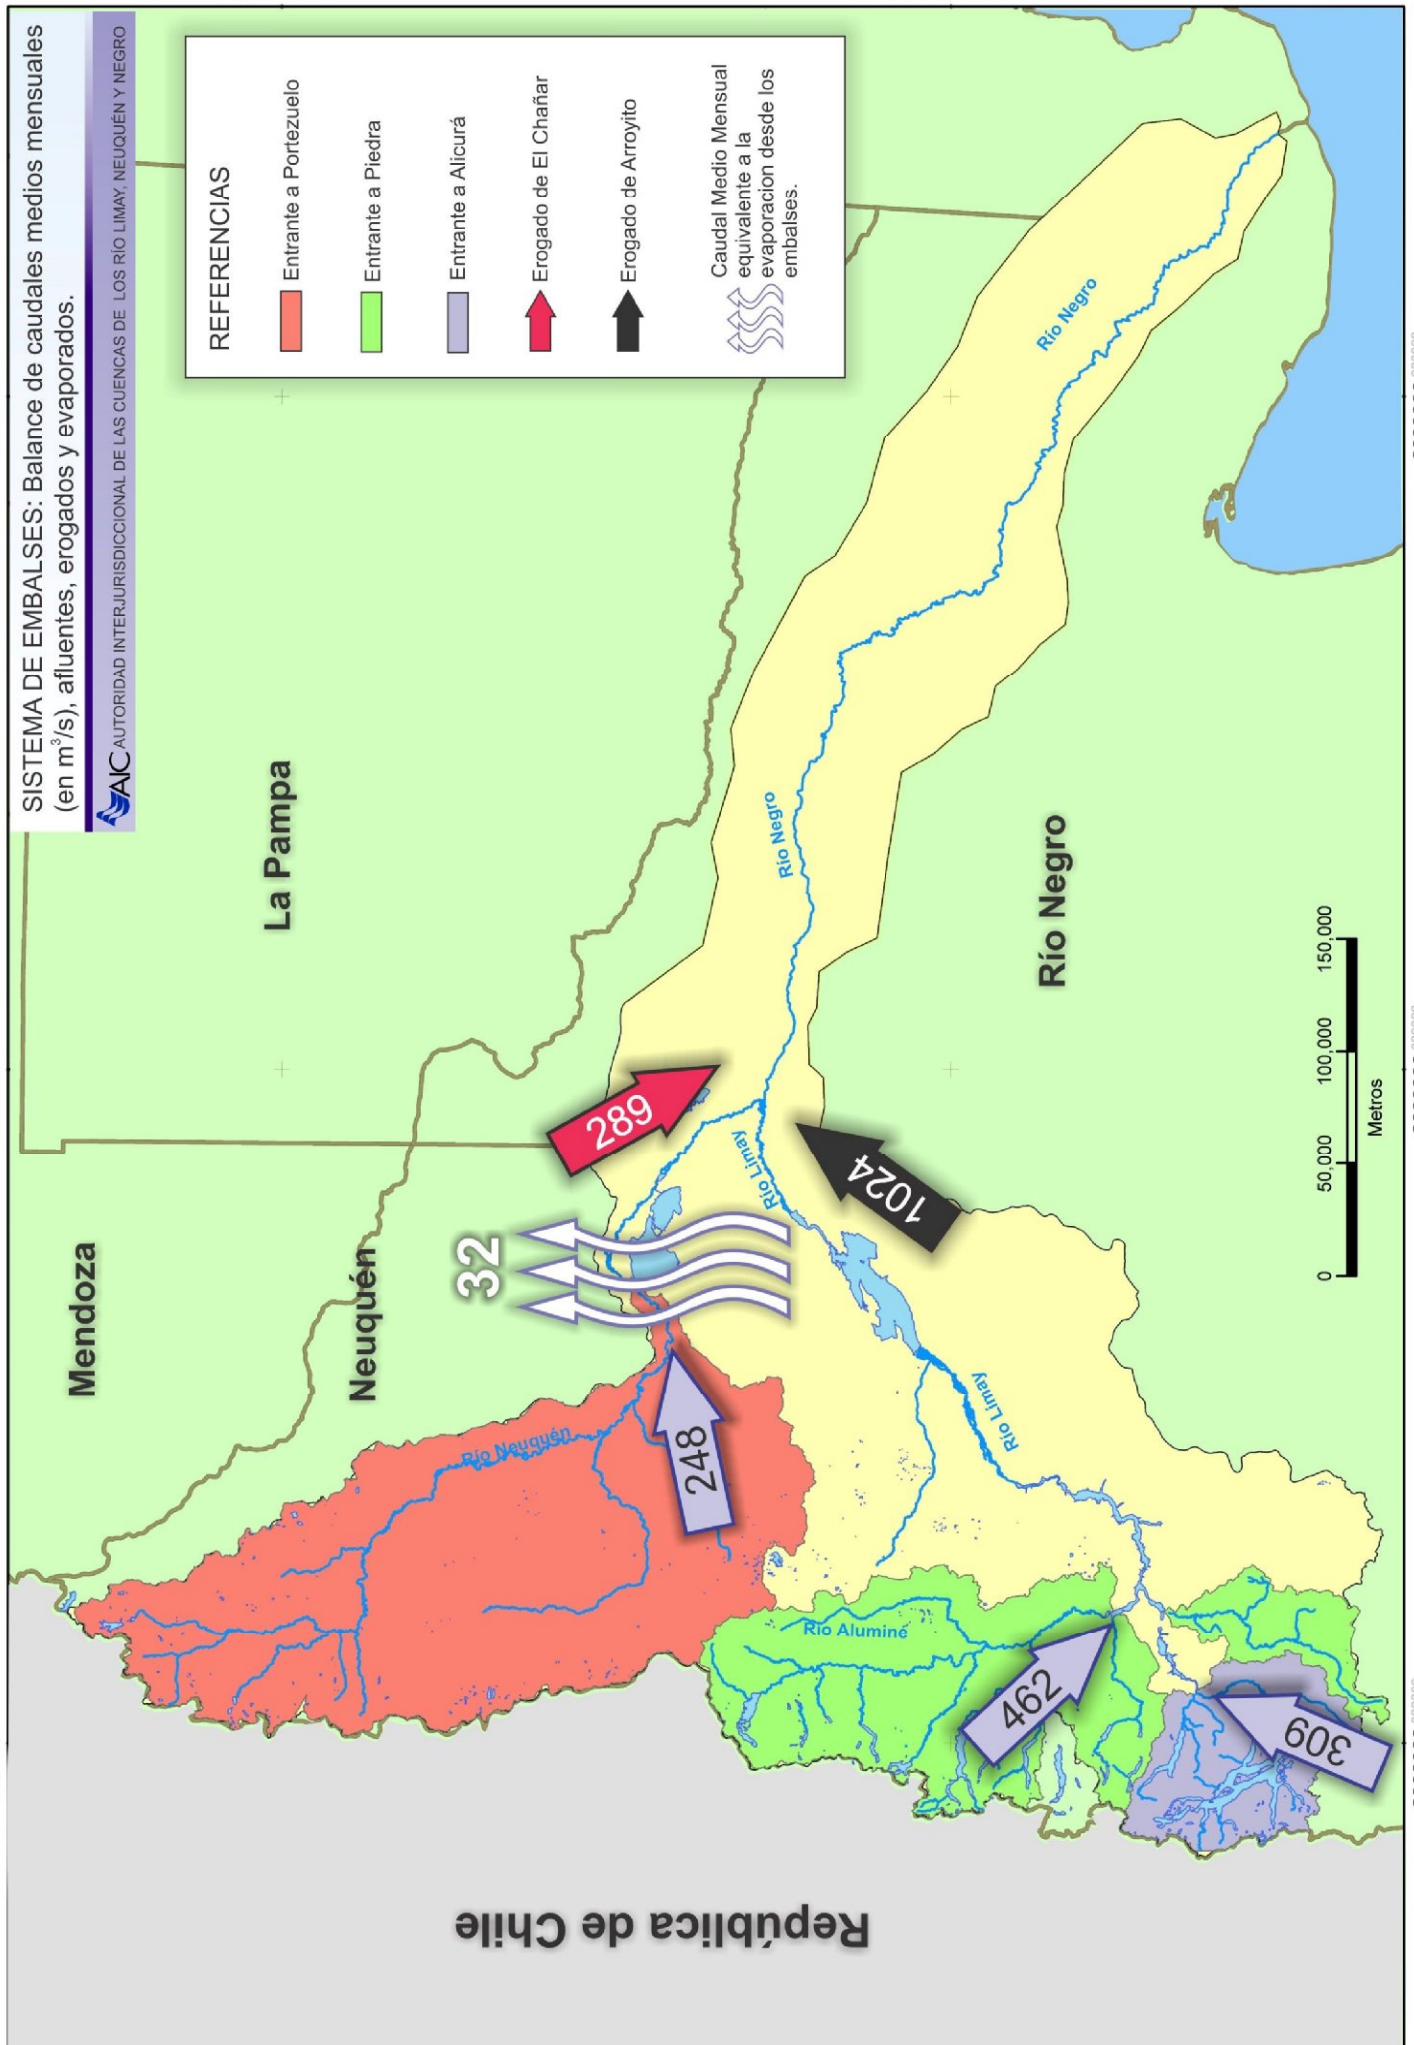 SISTEMA DE EMBALSES: Balance de caudales medios mensuales
(en m³/s), afluentes, erogados y evaporados.
AIC AUTORIDAD INTERJURISDICCIONAL DE LAS CUENCAS DE LOS RÍO LIMAY, NEUQUÉN Y NEGRO
REFERENCIAS
Entrante a Portezuelo
Entrante a Piedra
Entrante a Alicurá
Erogado de El Chañar
Erogado de Arroyito
Caudal Medio Mensual
equivalente a la
evaporacion desde los
embalses.
Mendoza
La Pampa
Neuquén
Río Negro
República de Chile
32
248
289
1024
462
309
Río Neuquén
Río Limay
Río Limay
Río Aluminé
Río Negro
Río Negro
0 50,000 100,000 150,000
Metros